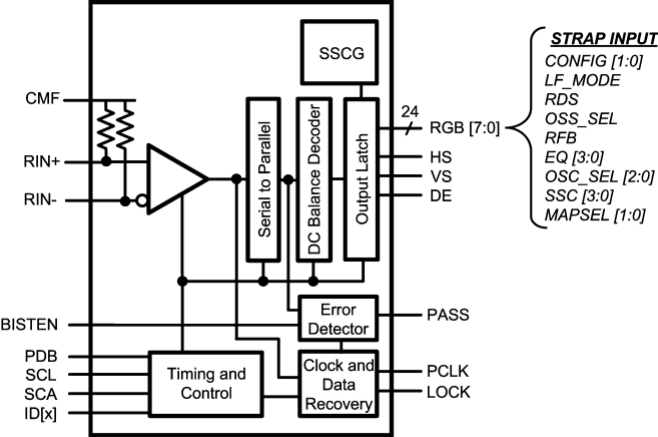 STRAP INPUT
CONFIG [1:0]
LF_MODE
RDS
OSS_SEL
RFB
EQ [3:0]
OSC_SEL [2:0]
SSC [3:0]
MAPSEL [1:0]
SSCG
CMF
RIN+
RIN-
Serial to Parallel
DC Balance Decoder
Output Latch
24
RGB [7:0]
HS
VS
DE
BISTEN
Error
Detector
PASS
PDB
SCL
SCA
ID[x]
Timing and
Control
Clock and
Data
Recovery
PCLK
LOCK